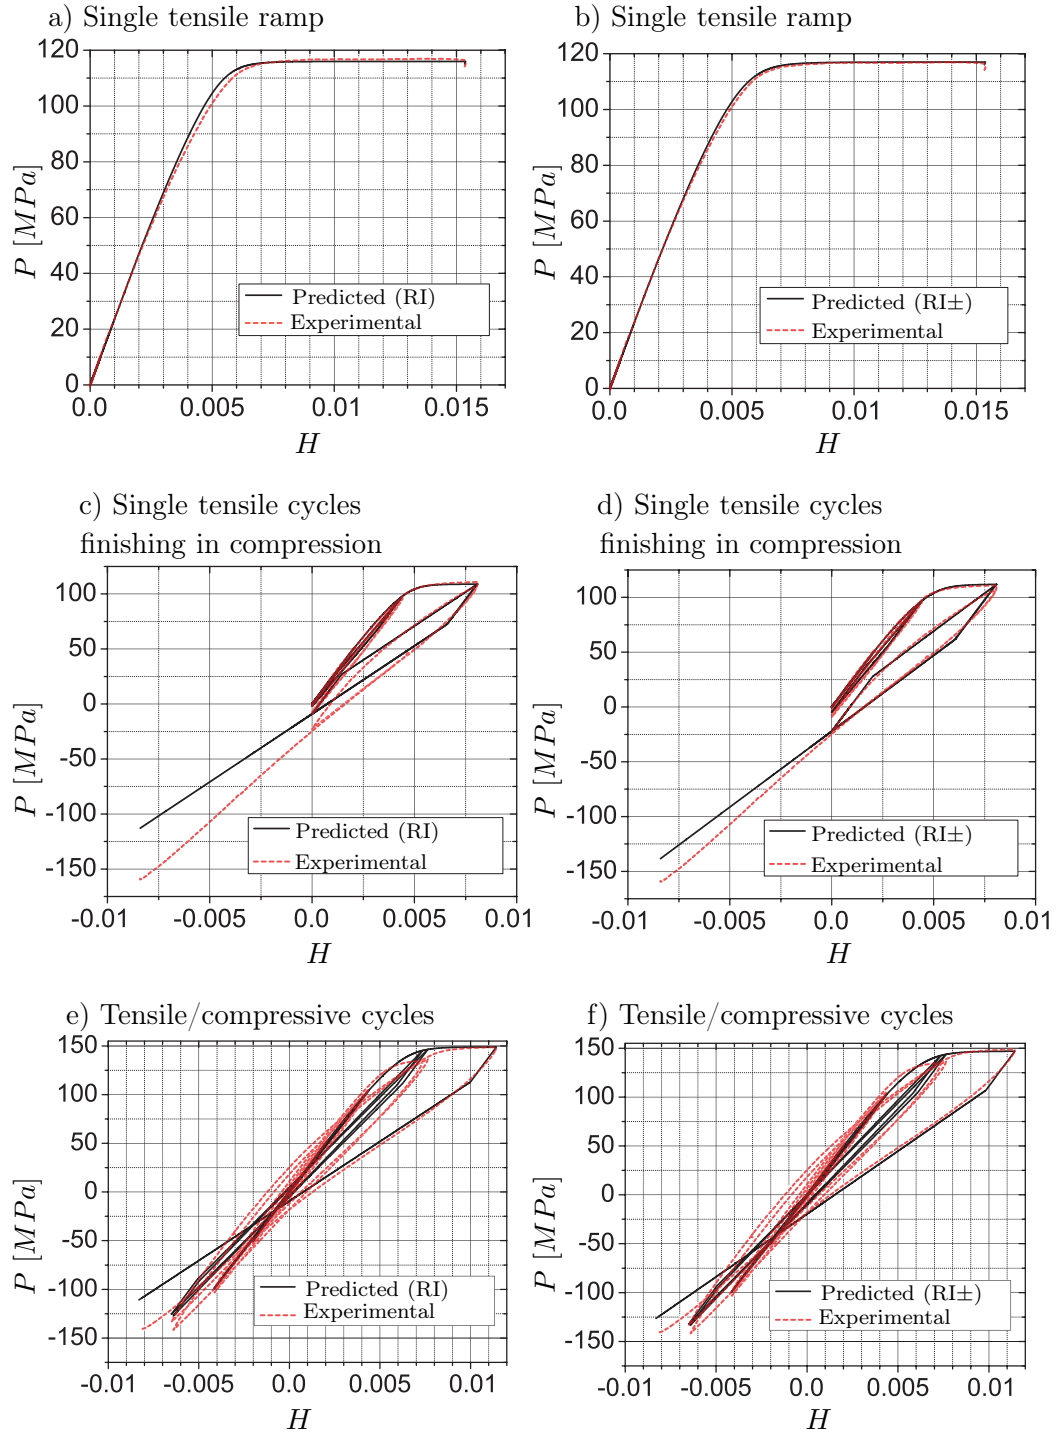 a) Single tensile ramp
120
100
80
60
40
20
0
P [MPa]
Predicted (RI)
Experimental
0.0 0.005 0.01 0.015
H
b) Single tensile ramp
120
100
80
60
40
20
0
P [MPa]
Predicted (RI±)
Experimental
0.0 0.005 0.01 0.015
H
c) Single tensile cycles
finishing in compression
100
50
0
-50
-100
-150
P [MPa]
Predicted (RI)
Experimental
-0.01 -0.005 0.0 0.005 0.01
H
d) Single tensile cycles
finishing in compression
100
50
0
-50
-100
-150
P [MPa]
Predicted (RI±)
Experimental
-0.01 -0.005 0.0 0.005 0.01
H
e) Tensile/compressive cycles
150
100
50
0
-50
-100
-150
P [MPa]
Predicted (RI)
Experimental
-0.01 -0.005 0.0 0.005 0.01
H
f) Tensile/compressive cycles
150
100
50
0
-50
-100
-150
P [MPa]
Predicted (RI±)
Experimental
-0.01 -0.005 0.0 0.005 0.01
H